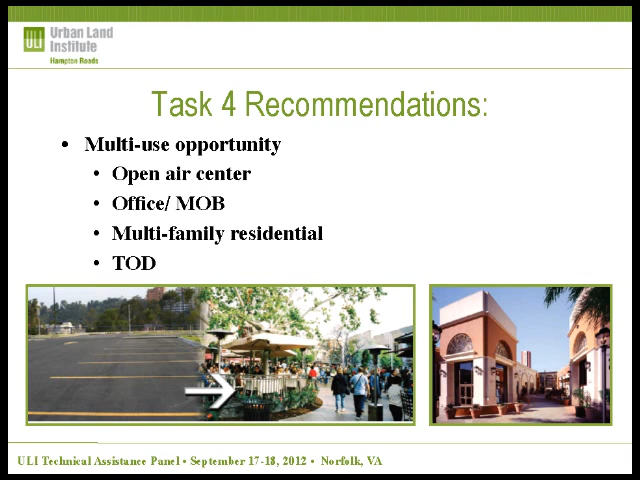 ULI Urban Land
Institute
Hampton Roads
Task 4 Recommendations:
• Multi-use opportunity
• Open air center
• Office/ MOB
• Multi-family residential
• TOD
ULI Technical Assistance Panel • September 17-18, 2012 • Norfolk, VA